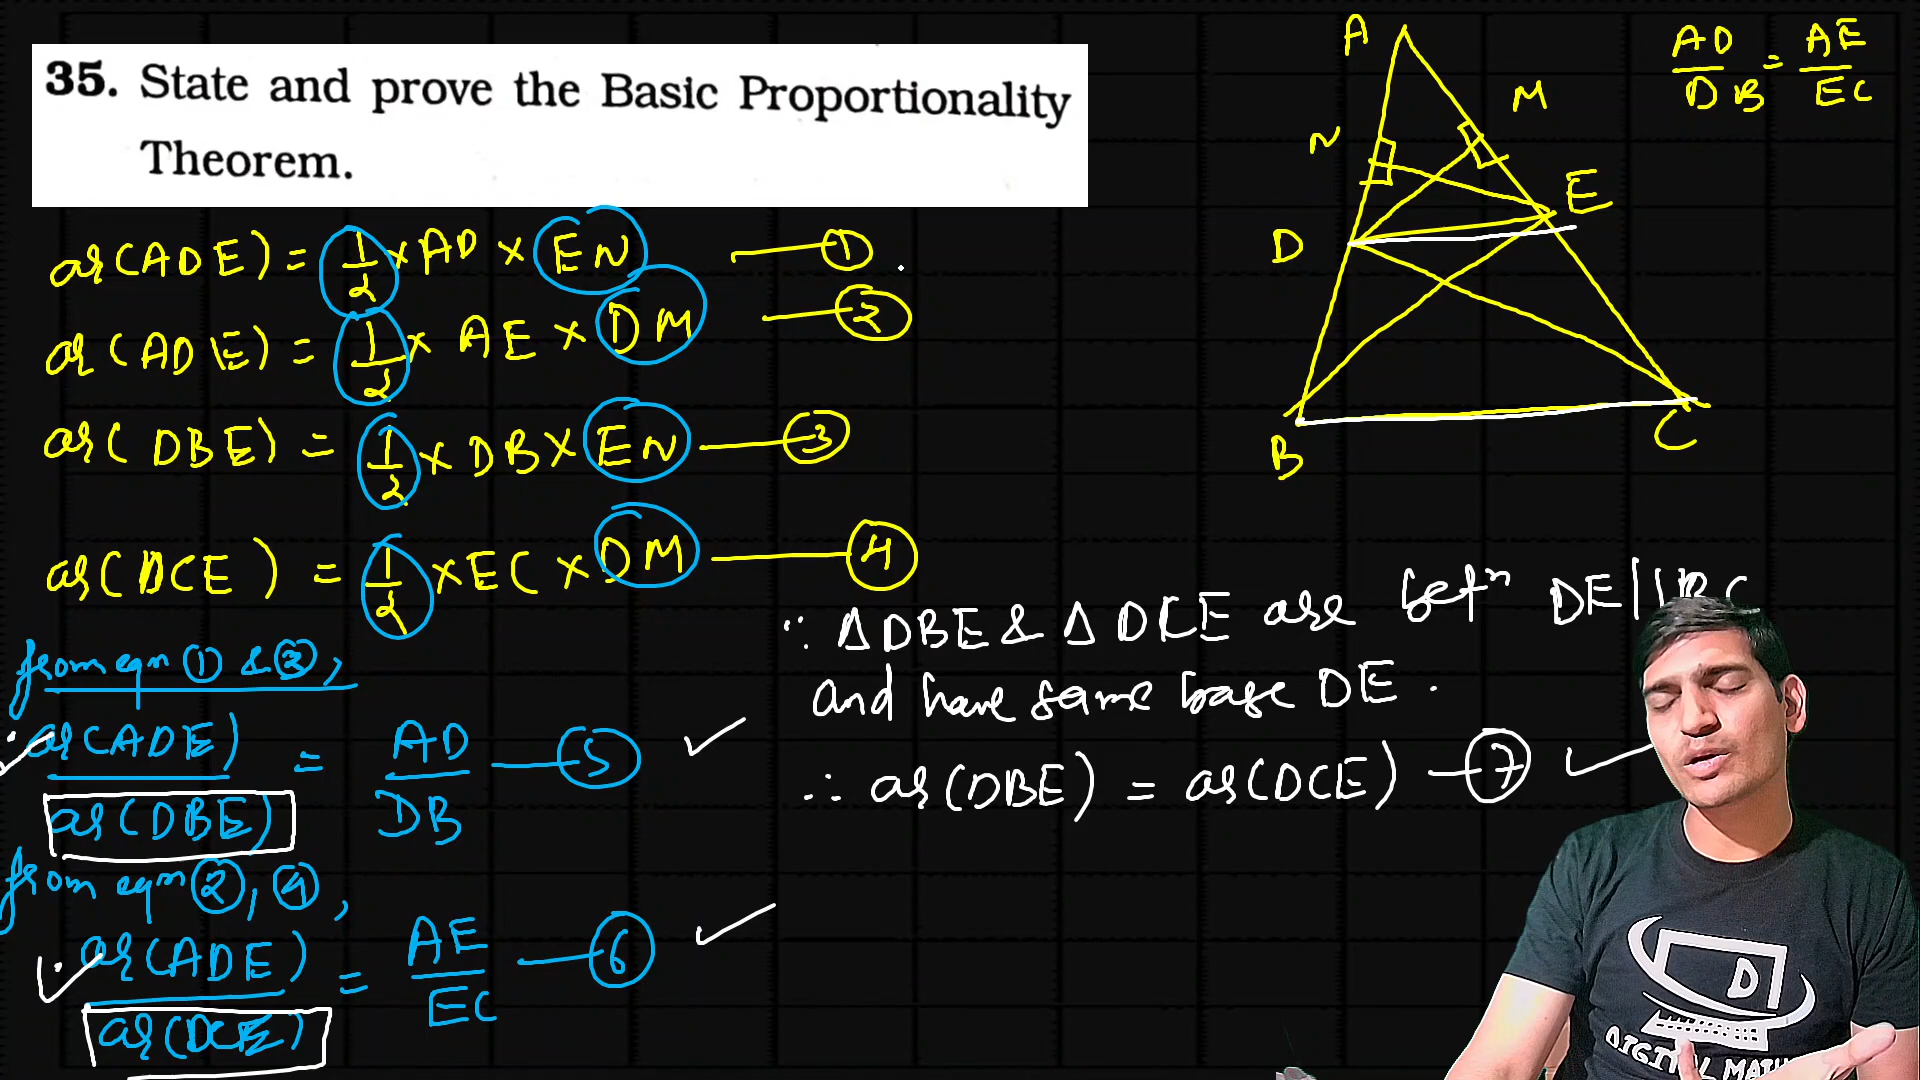 35. State and prove the Basic Proportionality
Theorem.
ar(ADE) = 1/2 × AD × EN — ①
ar(ADE) = 1/2 × AE × DM — ②
ar(DBE) = 1/2 × DB × EN — ③
ar(DCE) = 1/2 × EC × DM — ④
from eqn ① & ③,
ar(ADE)/ar(DBE) = AD/DB — ⑤
from eqn ②, ④,
ar(ADE)/ar(DCE) = AE/EC — ⑥
A
M
N
E
D
B
C
AD/DB = AE/EC
∵ ΔDBE & ΔDCE are betn DE||BC
and have same base DE.
∴ ar(DBE) = ar(DCE) — ⑦
D
DIGITAL MATH